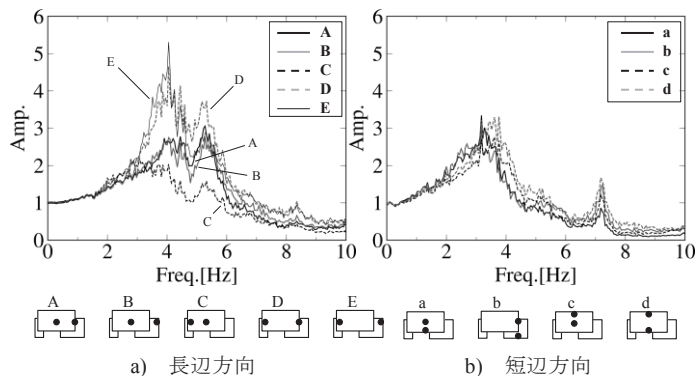 6
5
4
3
2
1
0
Amp.
0 2 4 6 8 10
Freq.[Hz]
A
B
C
D
E
E
D
A
B
C
6
5
4
3
2
1
0
Amp.
0 2 4 6 8 10
Freq.[Hz]
a
b
c
d
A B C D E a b c d
a) 長辺方向
b) 短辺方向